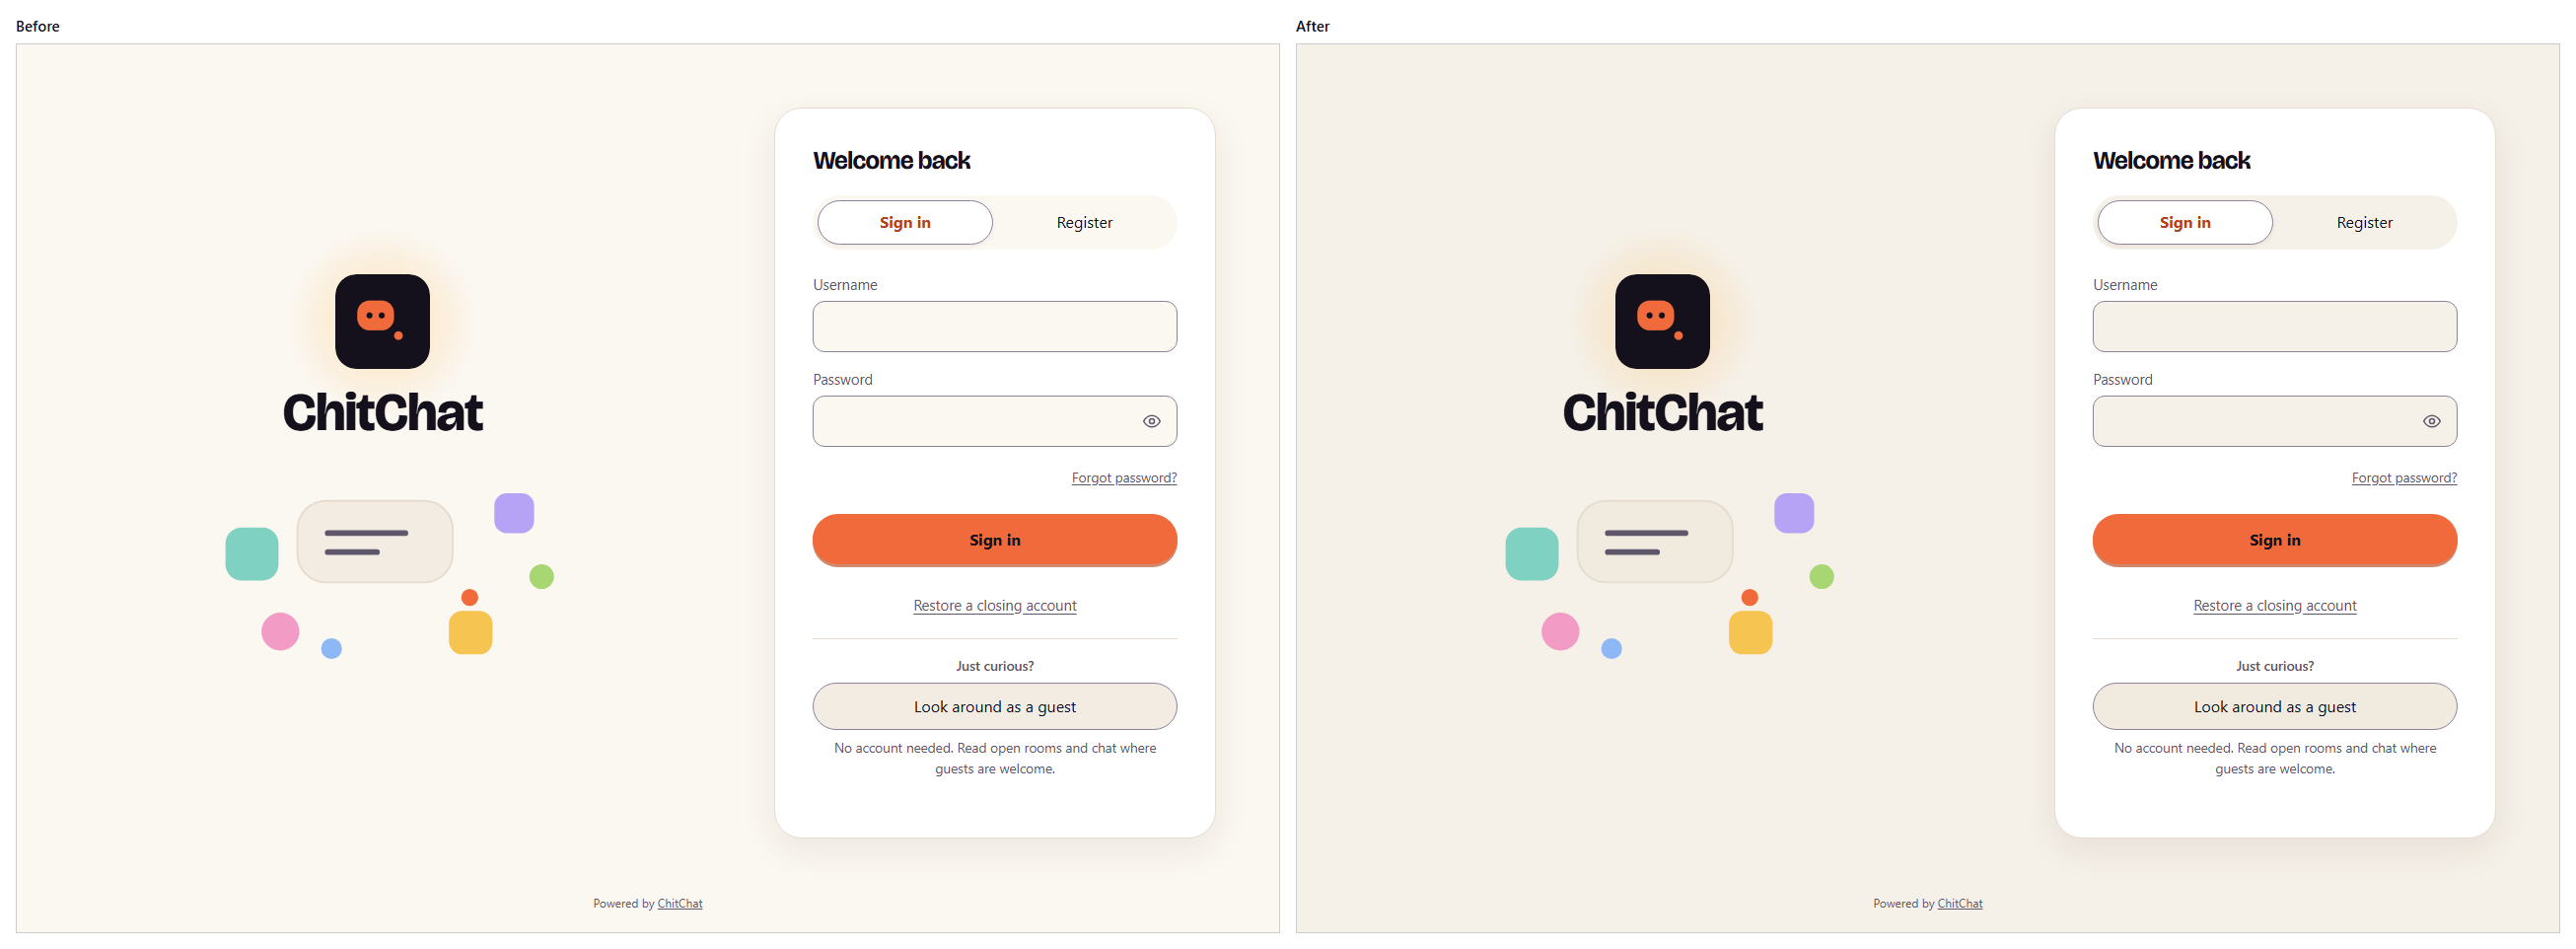 Before
Welcome back
Sign in Register
Username
ChitChat
Password
Forgot password?
Sign in
Restore a closing account
Just curious?
Look around as a guest
No account needed. Read open rooms and chat where
guests are welcome.
Powered by ChitChat
After
Welcome back
Sign in Register
Username
ChitChat
Password
Forgot password?
Sign in
Restore a closing account
Just curious?
Look around as a guest
No account needed. Read open rooms and chat where
guests are welcome.
Powered by ChitChat